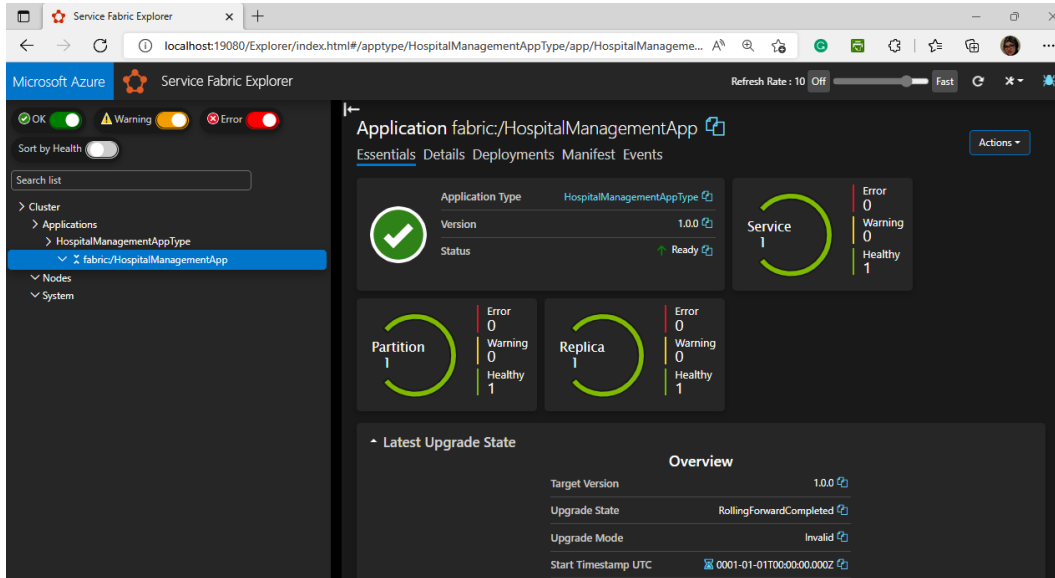 Service Fabric Explorer
localhost:19080/Explorer/index.html#/apptype/HospitalManagementAppType/app/HospitalManageme...
Microsoft Azure Service Fabric Explorer Refresh Rate : 10 Off Fast
OK Warning Error
Sort by Health
Search list
Cluster
Applications
HospitalManagementAppType
fabric:/HospitalManagementApp
Nodes
System
Application fabric:/HospitalManagementApp
Actions
Essentials Details Deployments Manifest Events
Application Type HospitalManagementAppType
Version 1.0.0
Status Ready
Service
1
Error
0
Warning
0
Healthy
1
Partition
1
Error
0
Warning
0
Healthy
1
Replica
1
Error
0
Warning
0
Healthy
1
Latest Upgrade State
Overview
Target Version 1.0.0
Upgrade State RollingForwardCompleted
Upgrade Mode Invalid
Start Timestamp UTC 0001-01-01T00:00:00.000Z